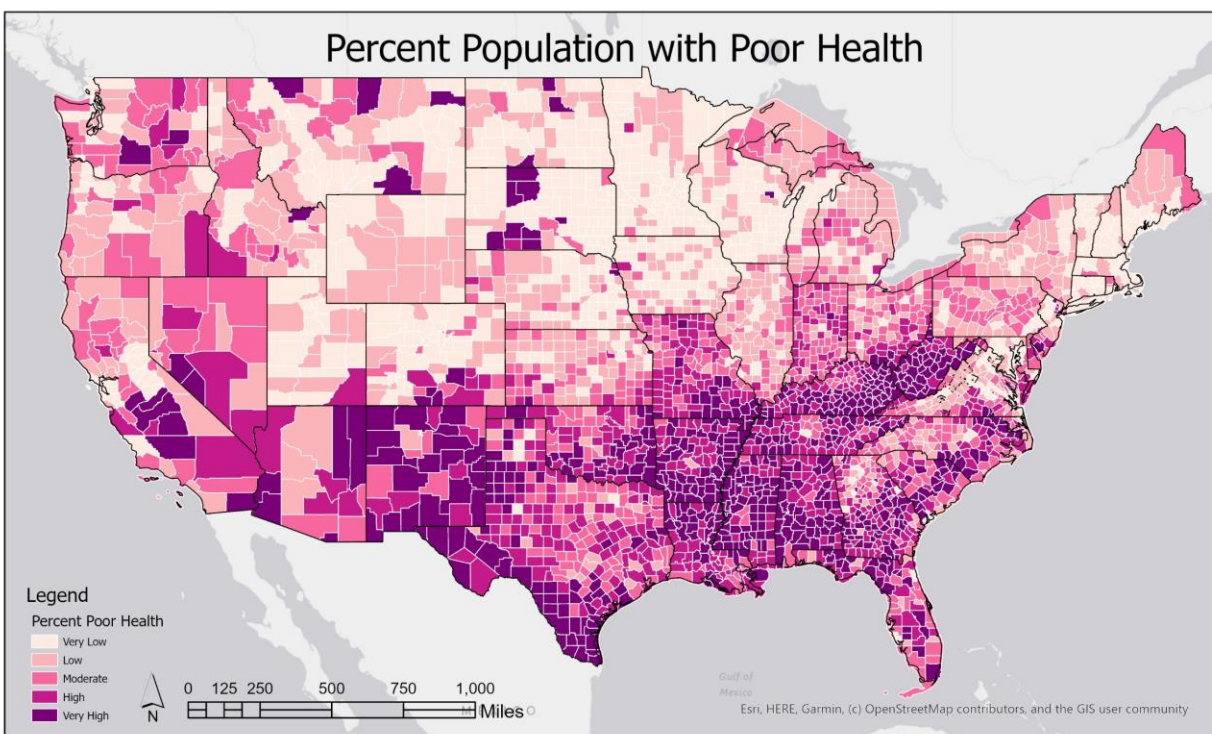 Percent Population with Poor Health
Legend
Percent Poor Health
Very Low
Low
Moderate
High
Very High
N
0 125 250 500 750 1,000
Miles
M E X I C O
Gulf of
Mexico
Esri, HERE, Garmin, (c) OpenStreetMap contributors, and the GIS user community